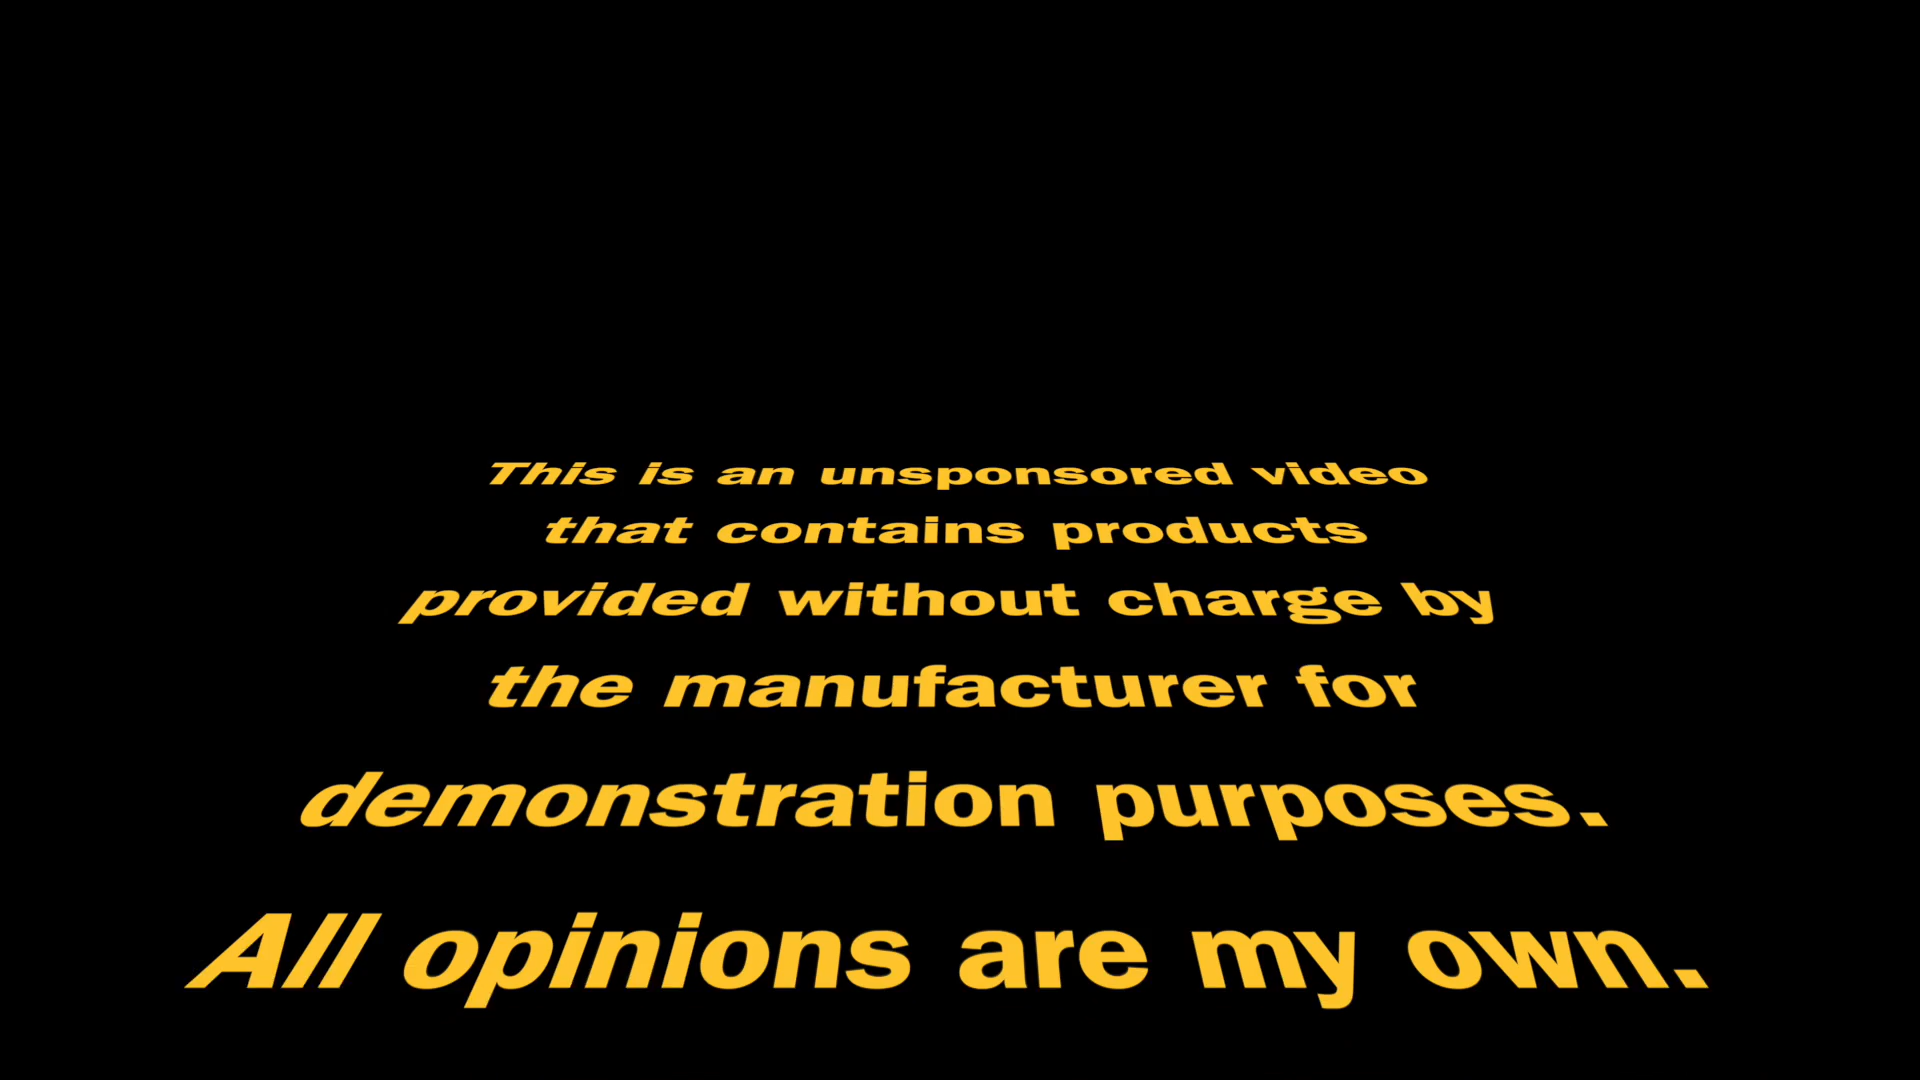 This is an unsponsored video
that contains products
provided without charge by
the manufacturer for
demonstration purposes.
All opinions are my own.